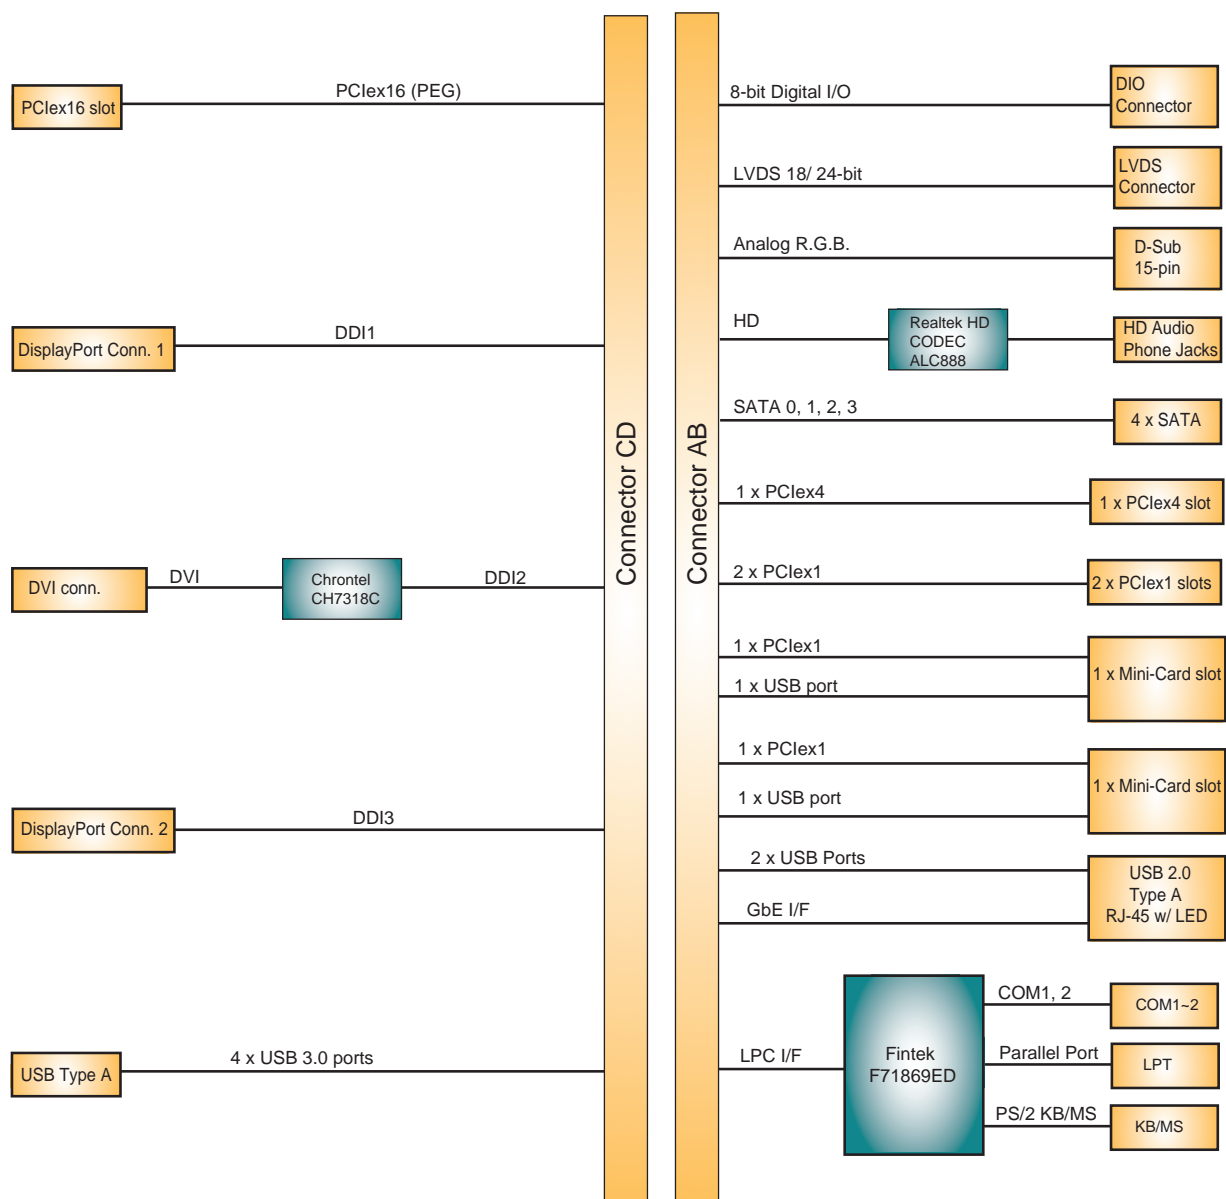 PCIex16 slot
PCIex16 (PEG)
DisplayPort Conn. 1
DDI1
DVI conn.
DVI
Chrontel
CH7318C
DDI2
DisplayPort Conn. 2
DDI3
USB Type A
4 x USB 3.0 ports
Connector CD
Connector AB
8-bit Digital I/O
DIO
Connector
LVDS 18/ 24-bit
LVDS
Connector
Analog R.G.B.
D-Sub
15-pin
HD
Realtek HD
CODEC
ALC888
HD Audio
Phone Jacks
SATA 0, 1, 2, 3
4 x SATA
1 x PCIex4
1 x PCIex4 slot
2 x PCIex1
2 x PCIex1 slots
1 x PCIex1
1 x USB port
1 x Mini-Card slot
1 x PCIex1
1 x USB port
1 x Mini-Card slot
2 x USB Ports
GbE I/F
USB 2.0
Type A
RJ-45 w/ LED
LPC I/F
Fintek
F71869ED
COM1, 2
COM1~2
Parallel Port
LPT
PS/2 KB/MS
KB/MS